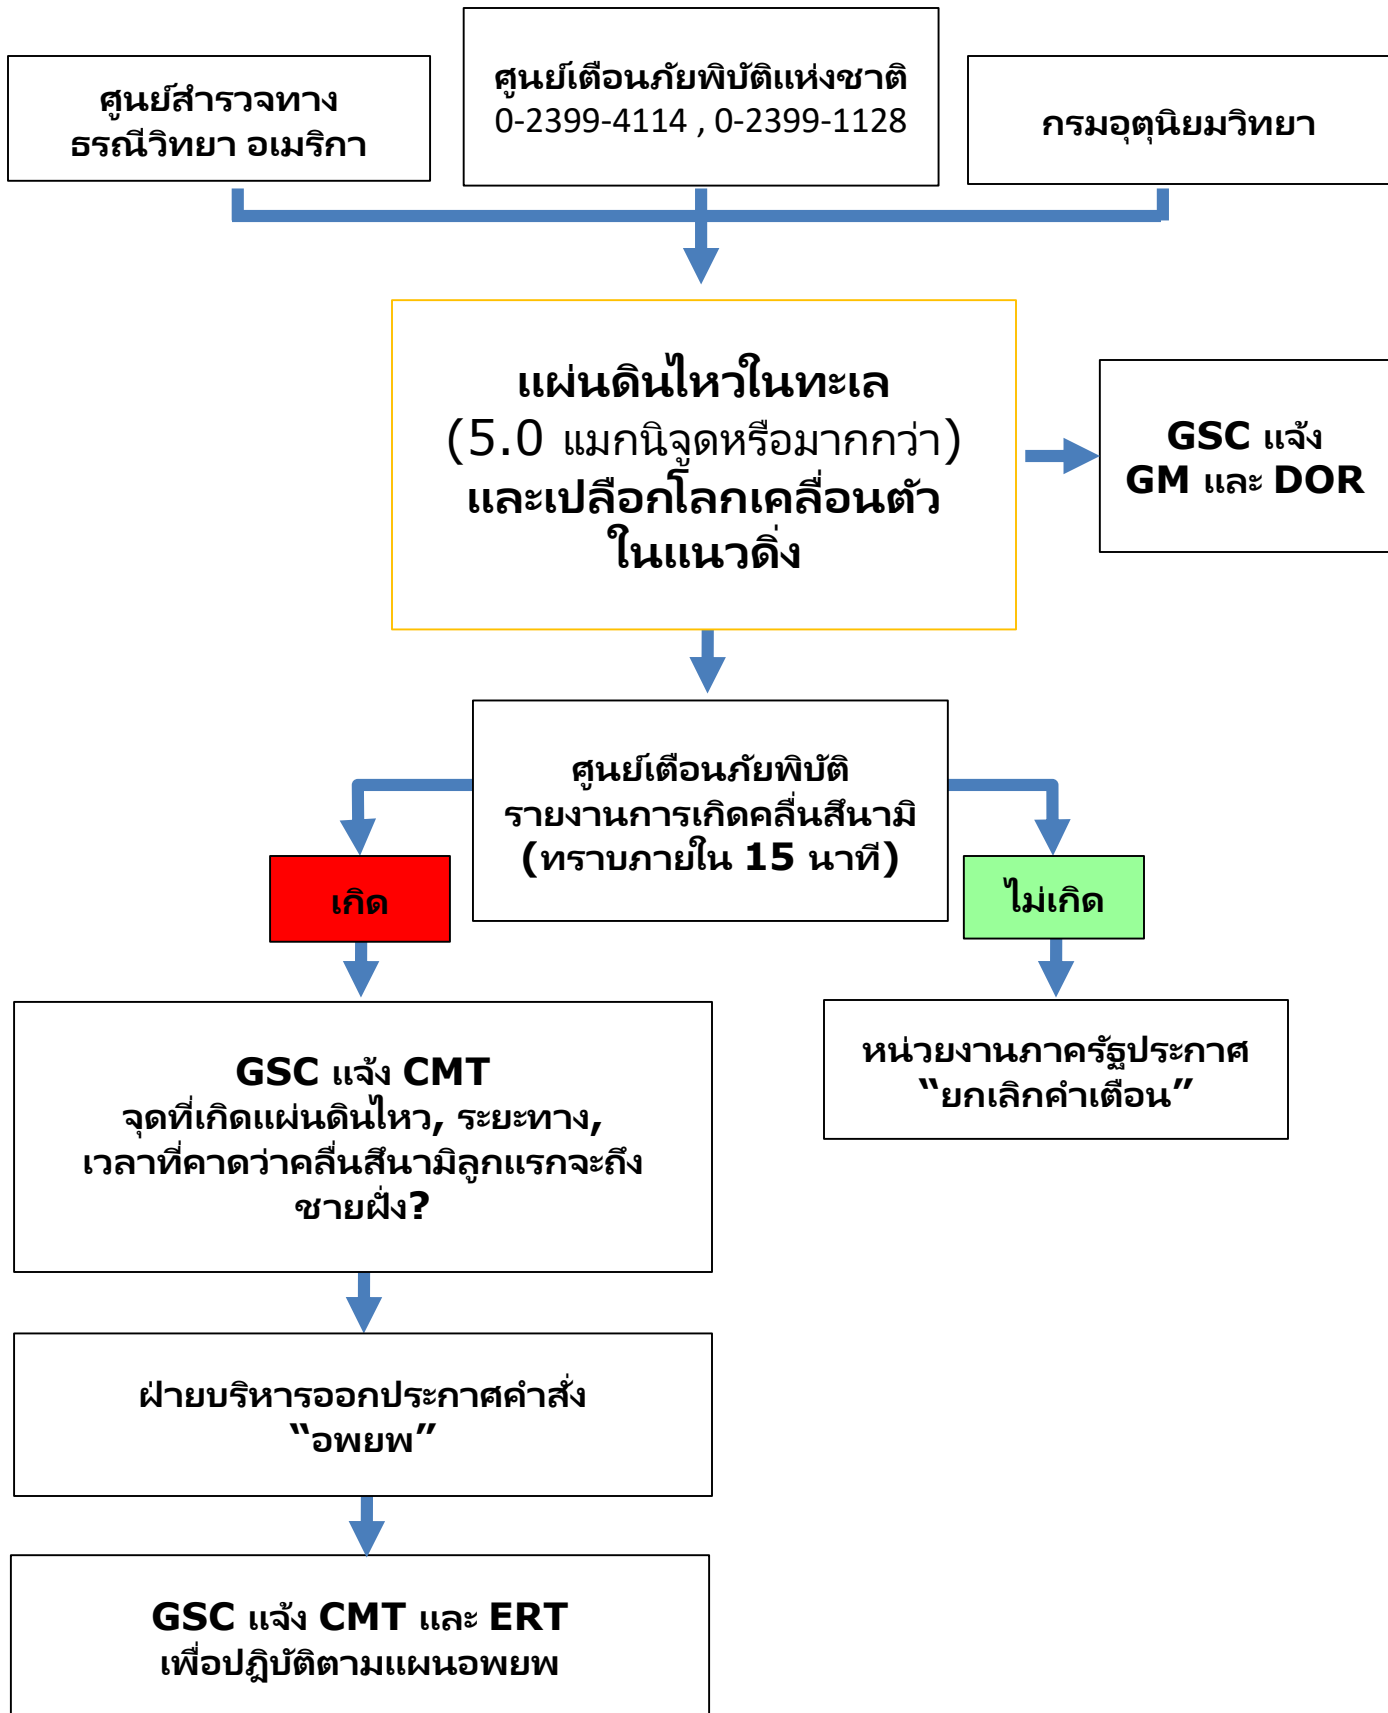 ศูนย์สำรวจทาง
ธรณีวิทยา อเมริกา
ศูนย์เตือนภัยพิบัติแห่งชาติ
0-2399-4114 , 0-2399-1128
กรมอุตุนิยมวิทยา
แผ่นดินไหวในทะเล
(5.0 แมกนิจูดหรือมากกว่า)
และเปลือกโลกเคลื่อนตัว
ในแนวดิ่ง
GSC แจ้ง
GM และ DOR
ศูนย์เตือนภัยพิบัติ
รายงานการเกิดคลื่นสึนามิ
(ทราบภายใน 15 นาที)
เกิด
ไม่เกิด
GSC แจ้ง CMT
จุดที่เกิดแผ่นดินไหว, ระยะทาง,
เวลาที่คาดว่าคลื่นสึนามิลูกแรกจะถึง
ชายฝั่ง?
หน่วยงานภาครัฐประกาศ
“ยกเลิกคำเตือน”
ฝ่ายบริหารออกประกาศคำสั่ง
“อพยพ”
GSC แจ้ง CMT และ ERT
เพื่อปฎิบัติตามแผนอพยพ